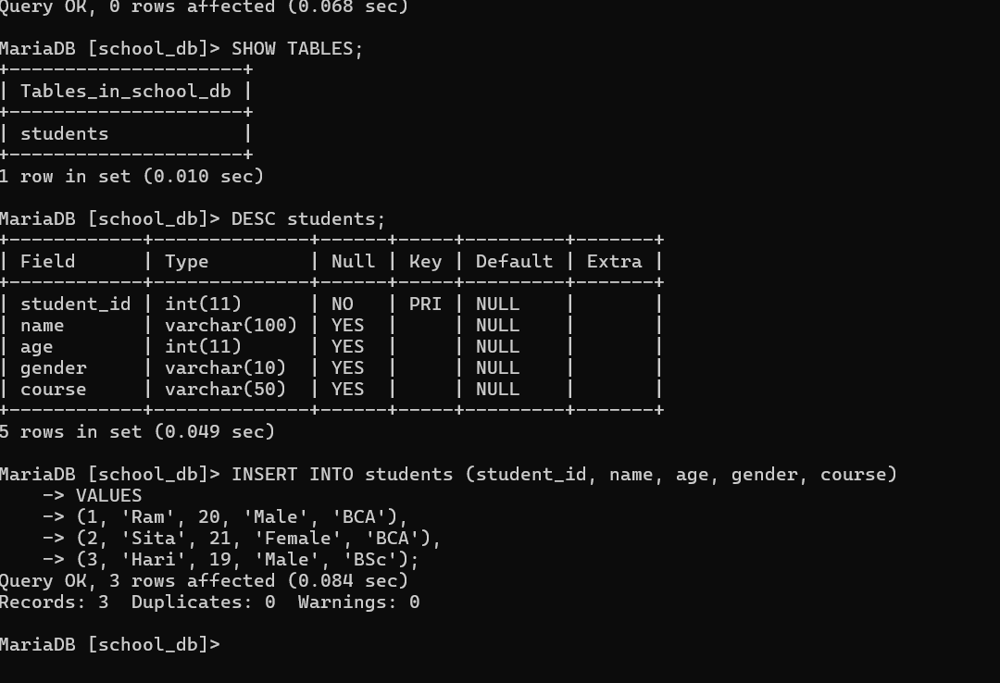 Query OK, 0 rows affected (0.068 sec)
MariaDB [school_db]> SHOW TABLES;
+---------------------+
| Tables_in_school_db |
+---------------------+
| students            |
+---------------------+
1 row in set (0.010 sec)
MariaDB [school_db]> DESC students;
+------------+--------------+------+-----+---------+-------+
| Field      | Type         | Null | Key | Default | Extra |
+------------+--------------+------+-----+---------+-------+
| student_id | int(11)      | NO   | PRI | NULL    |       |
| name       | varchar(100) | YES  |     | NULL    |       |
| age        | int(11)      | YES  |     | NULL    |       |
| gender     | varchar(10)  | YES  |     | NULL    |       |
| course     | varchar(50)  | YES  |     | NULL    |       |
+------------+--------------+------+-----+---------+-------+
5 rows in set (0.049 sec)
MariaDB [school_db]> INSERT INTO students (student_id, name, age, gender, course)
    -> VALUES
    -> (1, 'Ram', 20, 'Male', 'BCA'),
    -> (2, 'Sita', 21, 'Female', 'BCA'),
    -> (3, 'Hari', 19, 'Male', 'BSc');
Query OK, 3 rows affected (0.084 sec)
Records: 3  Duplicates: 0  Warnings: 0
MariaDB [school_db]>